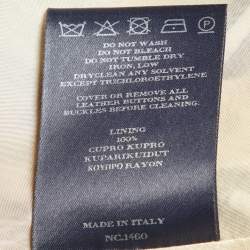 DO NOT WASH
DO NOT BLEACH
DO NOT TUMBLE DRY
IRON, LOW
DRYCLEAN ANY SOLVENT
EXCEPT TRICHLOROETHYLENE
COVER OR REMOVE ALL
LEATHER BUTTONS AND
BUCKLES BEFORE CLEANING.
LINING
100%
CUPRO KUPRO
KUPARIKUIDUT
ΚΟΥΠΡΟ RAYON
MADE IN ITALY
NC.1460